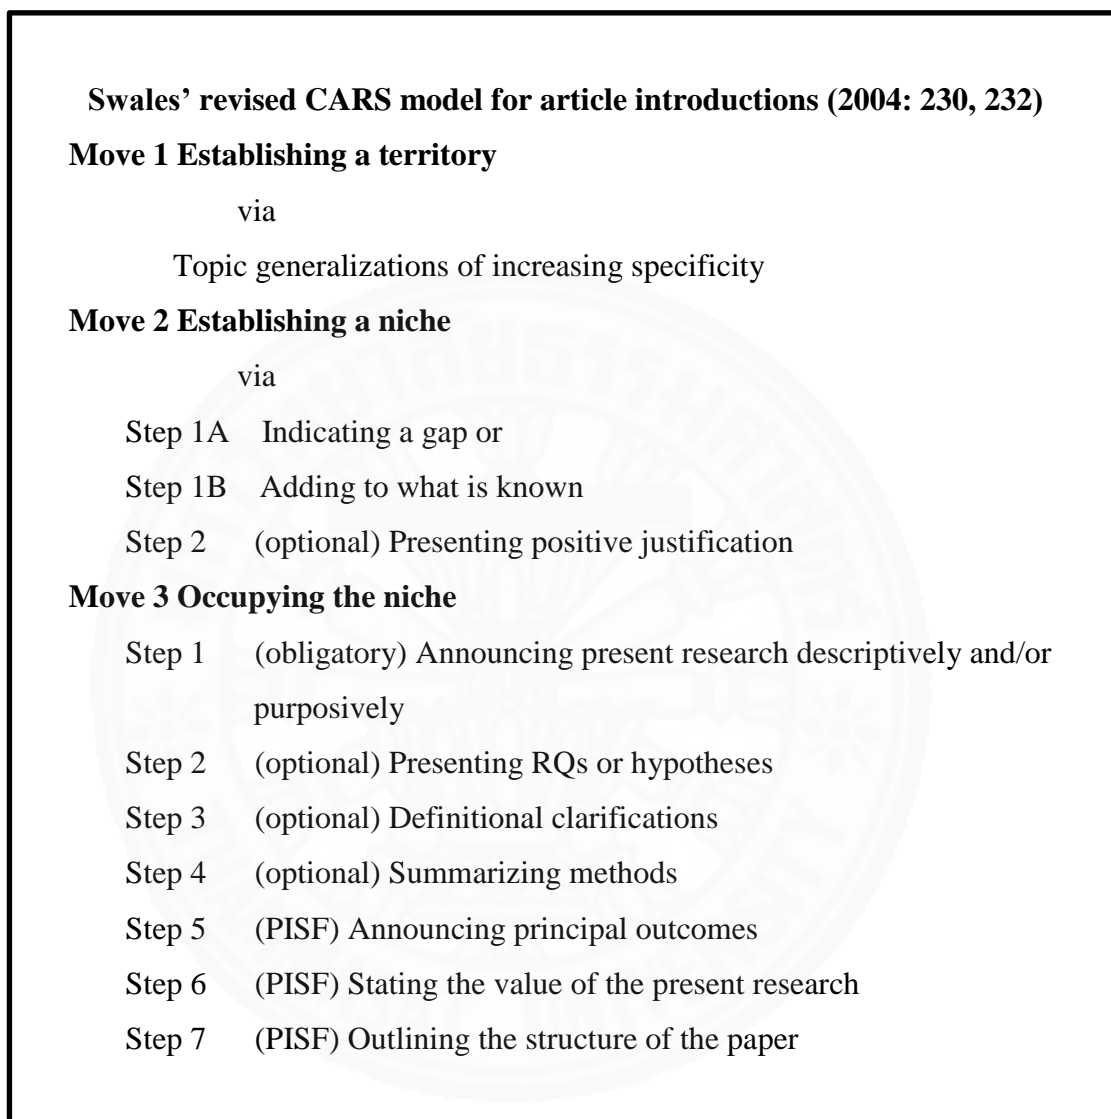 Swales’ revised CARS model for article introductions (2004: 230, 232)
Move 1 Establishing a territory
via
Topic generalizations of increasing specificity
Move 2 Establishing a niche
via
Step 1A Indicating a gap or
Step 1B Adding to what is known
Step 2 (optional) Presenting positive justification
Move 3 Occupying the niche
Step 1 (obligatory) Announcing present research descriptively and/or
purposively
Step 2 (optional) Presenting RQs or hypotheses
Step 3 (optional) Definitional clarifications
Step 4 (optional) Summarizing methods
Step 5 (PISF) Announcing principal outcomes
Step 6 (PISF) Stating the value of the present research
Step 7 (PISF) Outlining the structure of the paper